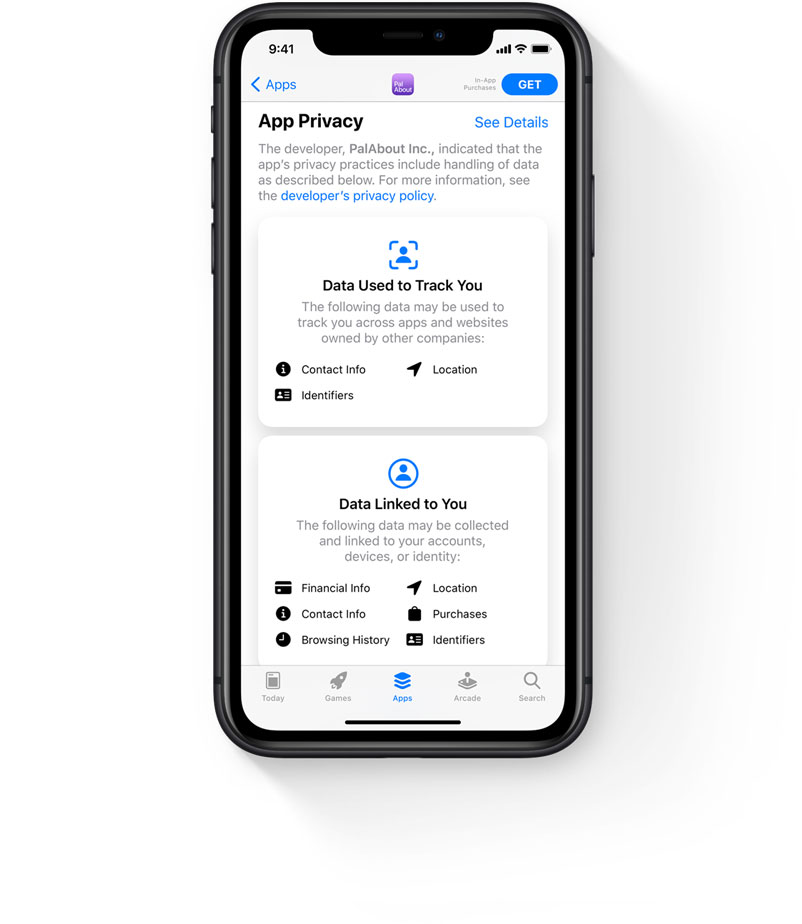 9:41
Apps
Pal
About
In-App
Purchases
GET
App Privacy
See Details
The developer, PalAbout Inc., indicated that the
app's privacy practices include handling of data
as described below. For more information, see
the developer's privacy policy.
Data Used to Track You
The following data may be used to
track you across apps and websites
owned by other companies:
Contact Info
Location
Identifiers
Data Linked to You
The following data may be collected
and linked to your accounts,
devices, or identity:
Financial Info
Location
Contact Info
Purchases
Browsing History
Identifiers
Today
Games
Apps
Arcade
Search